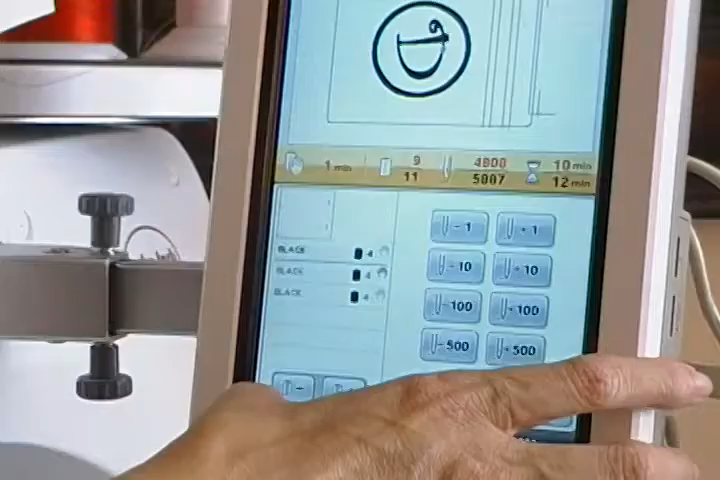 1 min 9 4800 10 min
11 5007 12 min
-1 +1
BLACK 4
-10 +10
BLACK 4
BLACK 4
-100 +100
-500 +500